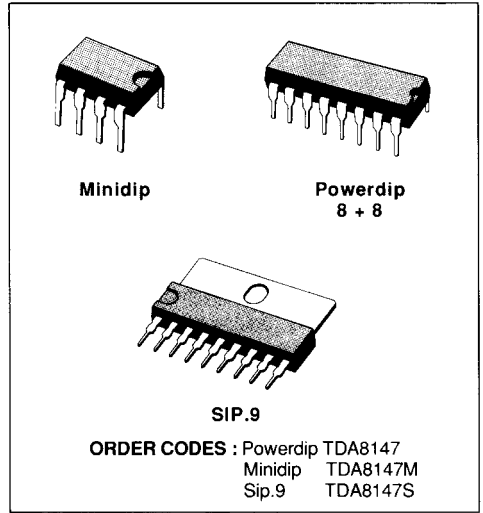 Minidip
Powerdip
8 + 8
SIP.9
ORDER CODES : Powerdip TDA8147
Minidip TDA8147M
Sip.9 TDA8147S